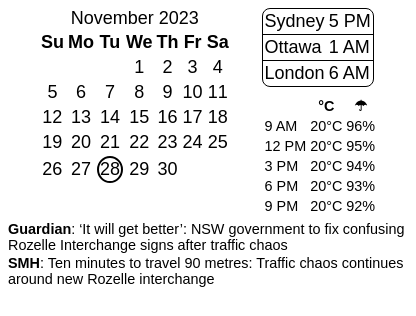 November 2023
Su Mo Tu We Th Fr Sa
1 2 3 4
5 6 7 8 9 10 11
12 13 14 15 16 17 18
19 20 21 22 23 24 25
26 27 28 29 30
Sydney 5 PM
Ottawa 1 AM
London 6 AM
°C ☂
9 AM 20°C 96%
12 PM 20°C 95%
3 PM 20°C 94%
6 PM 20°C 93%
9 PM 20°C 92%
Guardian: ‘It will get better’: NSW government to fix confusing
Rozelle Interchange signs after traffic chaos
SMH: Ten minutes to travel 90 metres: Traffic chaos continues
around new Rozelle interchange